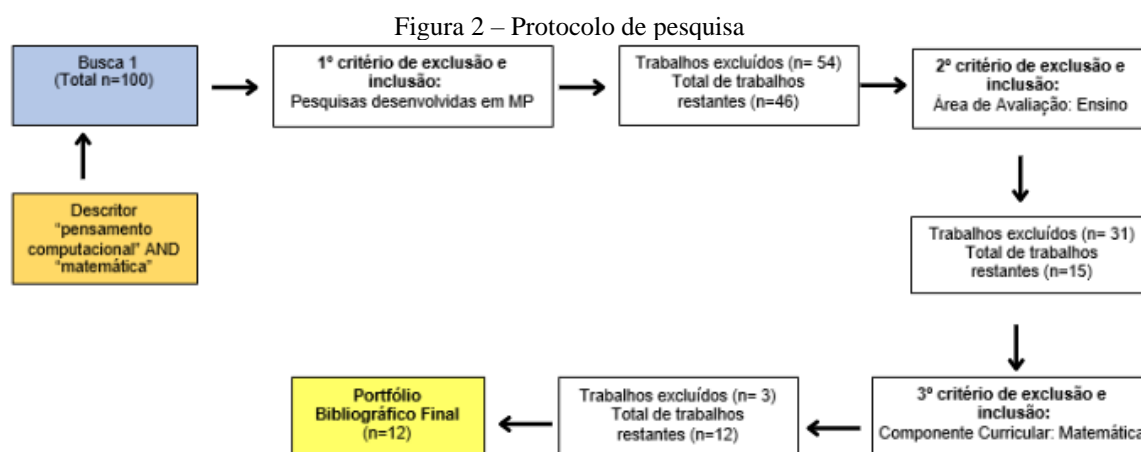 Figura 2 – Protocolo de pesquisa
Busca 1
(Total n=100)
1º critério de exclusão e
inclusão:
Pesquisas desenvolvidas em MP
Trabalhos excluídos (n= 54)
Total de trabalhos
restantes (n=46)
2º critério de exclusão e
inclusão:
Área de Avaliação: Ensino
Descritor
“pensamento
computacional” AND
“matemática”
Trabalhos excluídos (n= 31)
Total de trabalhos
restantes (n=15)
3º critério de exclusão e
inclusão:
Componente Curricular: Matemática
Trabalhos excluídos (n= 3)
Total de trabalhos
restantes (n=12)
Portfólio
Bibliográfico Final
(n=12)